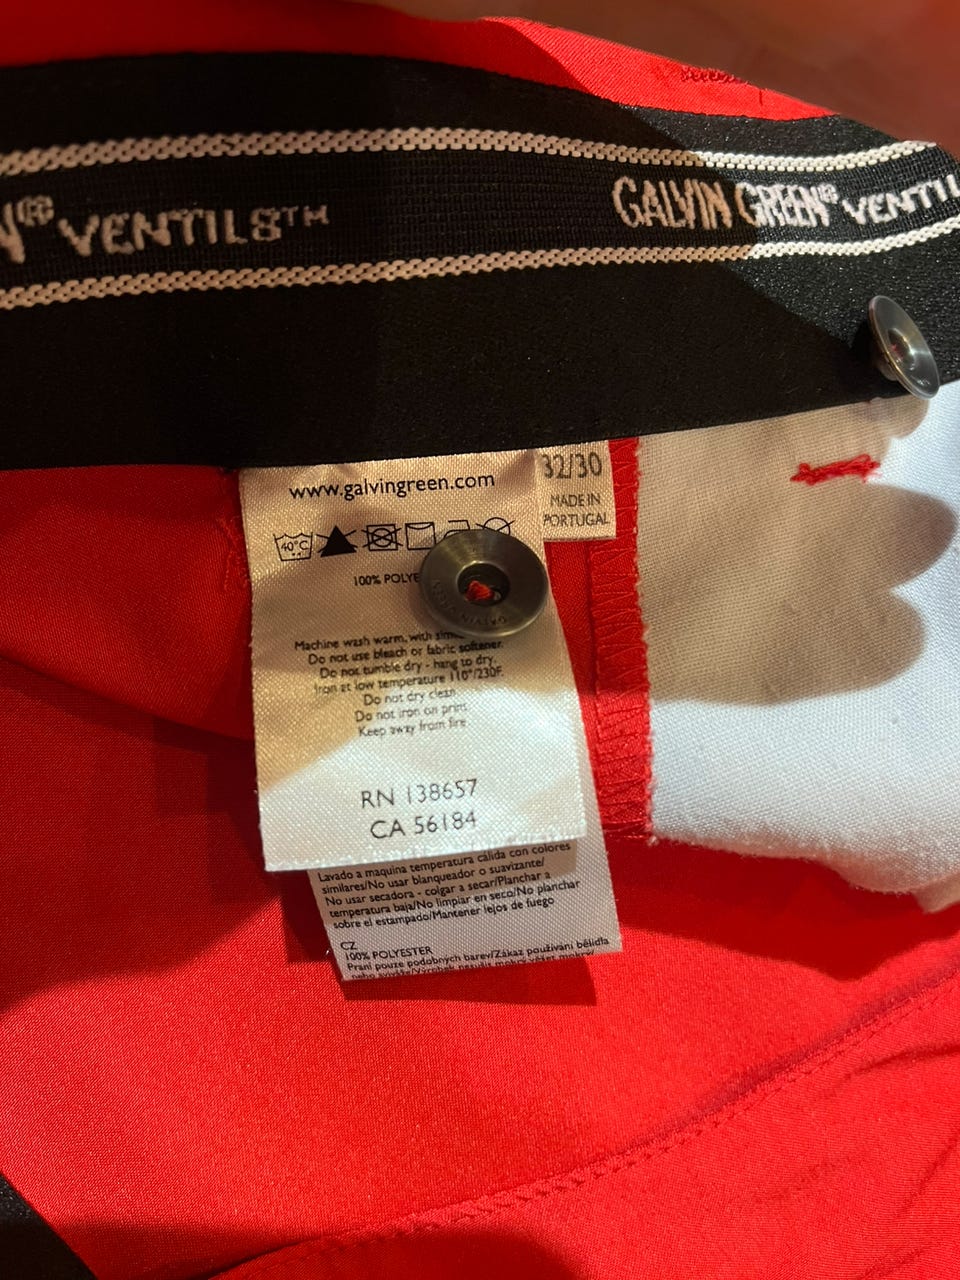 N® VENTIL8™ GALVIN GREEN® VENTIL
www.galvingreen.com
32/30
MADE IN
PORTUGAL
40°C
100% POLYE
Machine wash warm, with
Do not use bleach or fabric softener.
Do not tumble dry - hang to dry.
Iron at low temperature 110°/230F.
Do not dry clean
Do not iron on print
Keep away from fire
RN 138657
CA 56184
Lavado a maquina temperatura cálida con colores
similares/No usar blanqueador o suavizante/
No usar secadora - colgar a secar/Planchar a
temperatura baja/No limpiar en seco/No planchar
sobre el estampado/Mantener lejos de fuego
CZ
100% POLYESTER
Praní pouze podobných barev/Zákaz používání bělidla